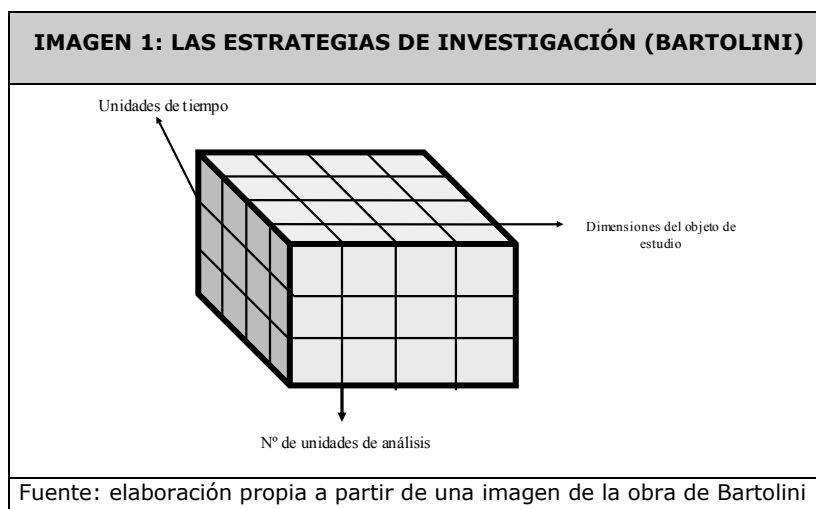 IMAGEN 1: LAS ESTRATEGIAS DE INVESTIGACIÓN (BARTOLINI)
Unidades de tiempo
Dimensiones del objeto de
estudio
Nº de unidades de análisis
Fuente: elaboración propia a partir de una imagen de la obra de Bartolini